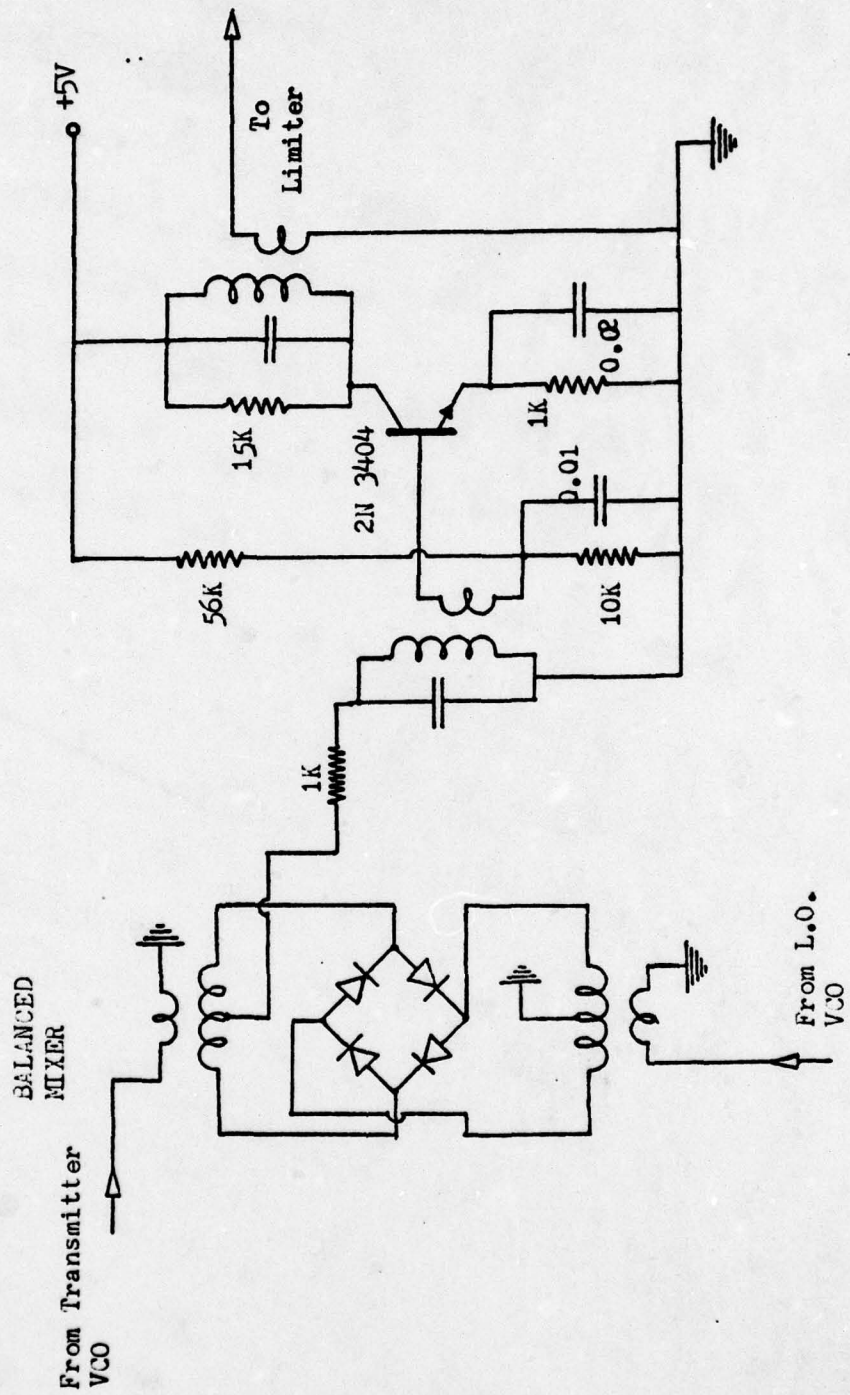 BALANCED
MIXER
From Transmitter
VCO
From L.O.
VCO
1K
56K
10K
0.01
2N 3404
15K
1K
0.02
+5V
To
Limiter